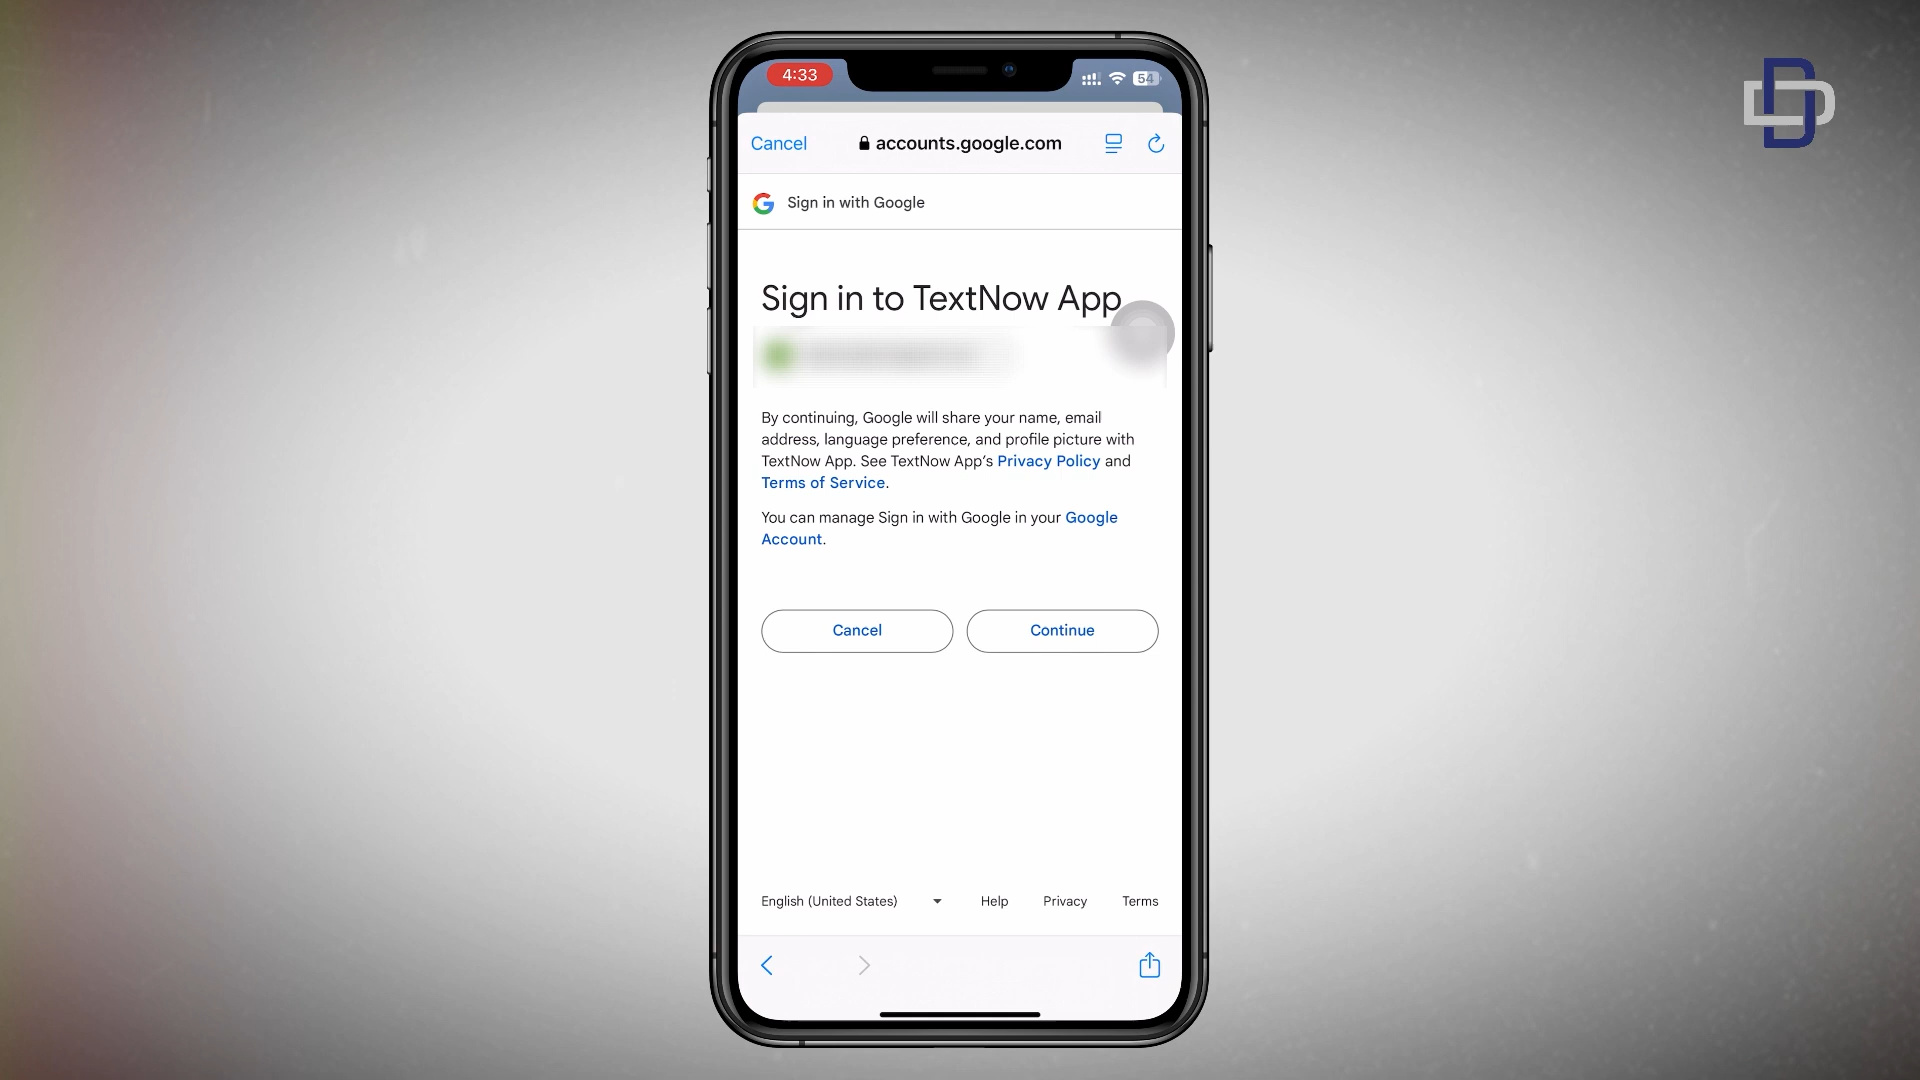 4:33
54
Cancel
accounts.google.com
Sign in with Google
Sign in to TextNow App
By continuing, Google will share your name, email
address, language preference, and profile picture with
TextNow App. See TextNow App's Privacy Policy and
Terms of Service.
You can manage Sign in with Google in your Google
Account.
Cancel
Continue
English (United States)
Help
Privacy
Terms